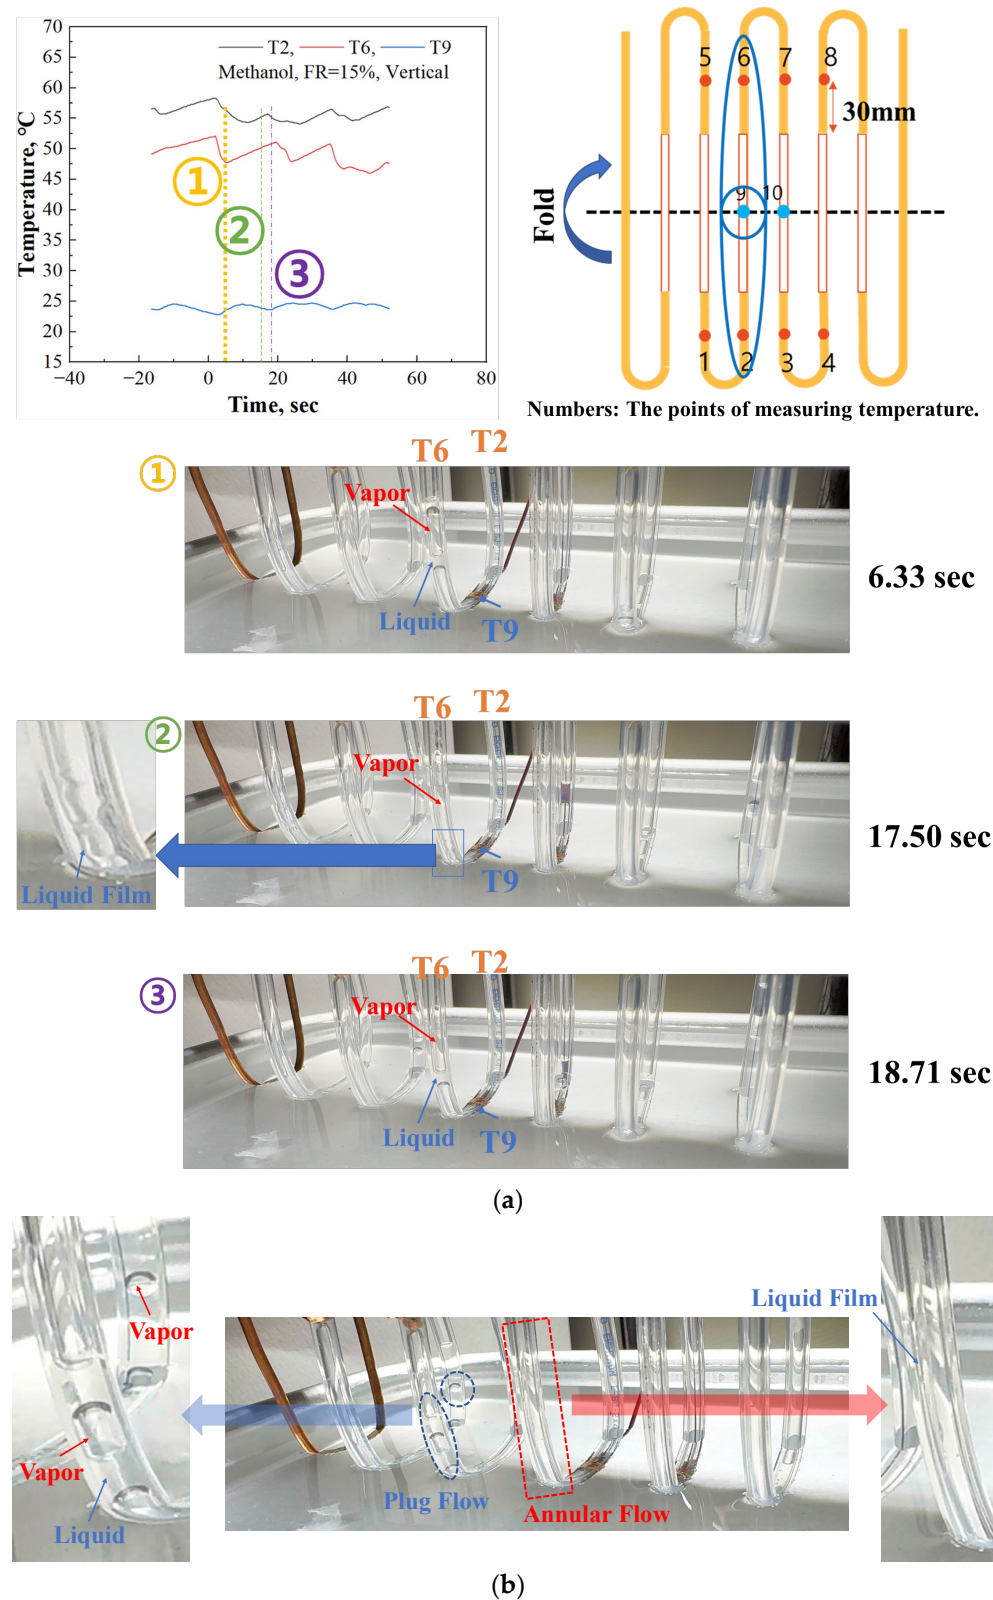 T2, T6, T9
Methanol, FR=15%, Vertical
Temperature, °C
70
65
60
55
50
45
40
35
30
25
20
15
① ② ③
−40 −20 0 20 40 60 80
Time, sec
5 6 7 8
30mm
Fold
9 10
1 2 3 4
Numbers: The points of measuring temperature.
① T6 T2
Vapor
Liquid
T9
6.33 sec
② T6 T2
Vapor
T9
Liquid Film
17.50 sec
③ T6 T2
Vapor
Liquid
T9
18.71 sec
(a)
Vapor
Vapor
Liquid
Plug Flow
Annular Flow
Liquid Film
(b)